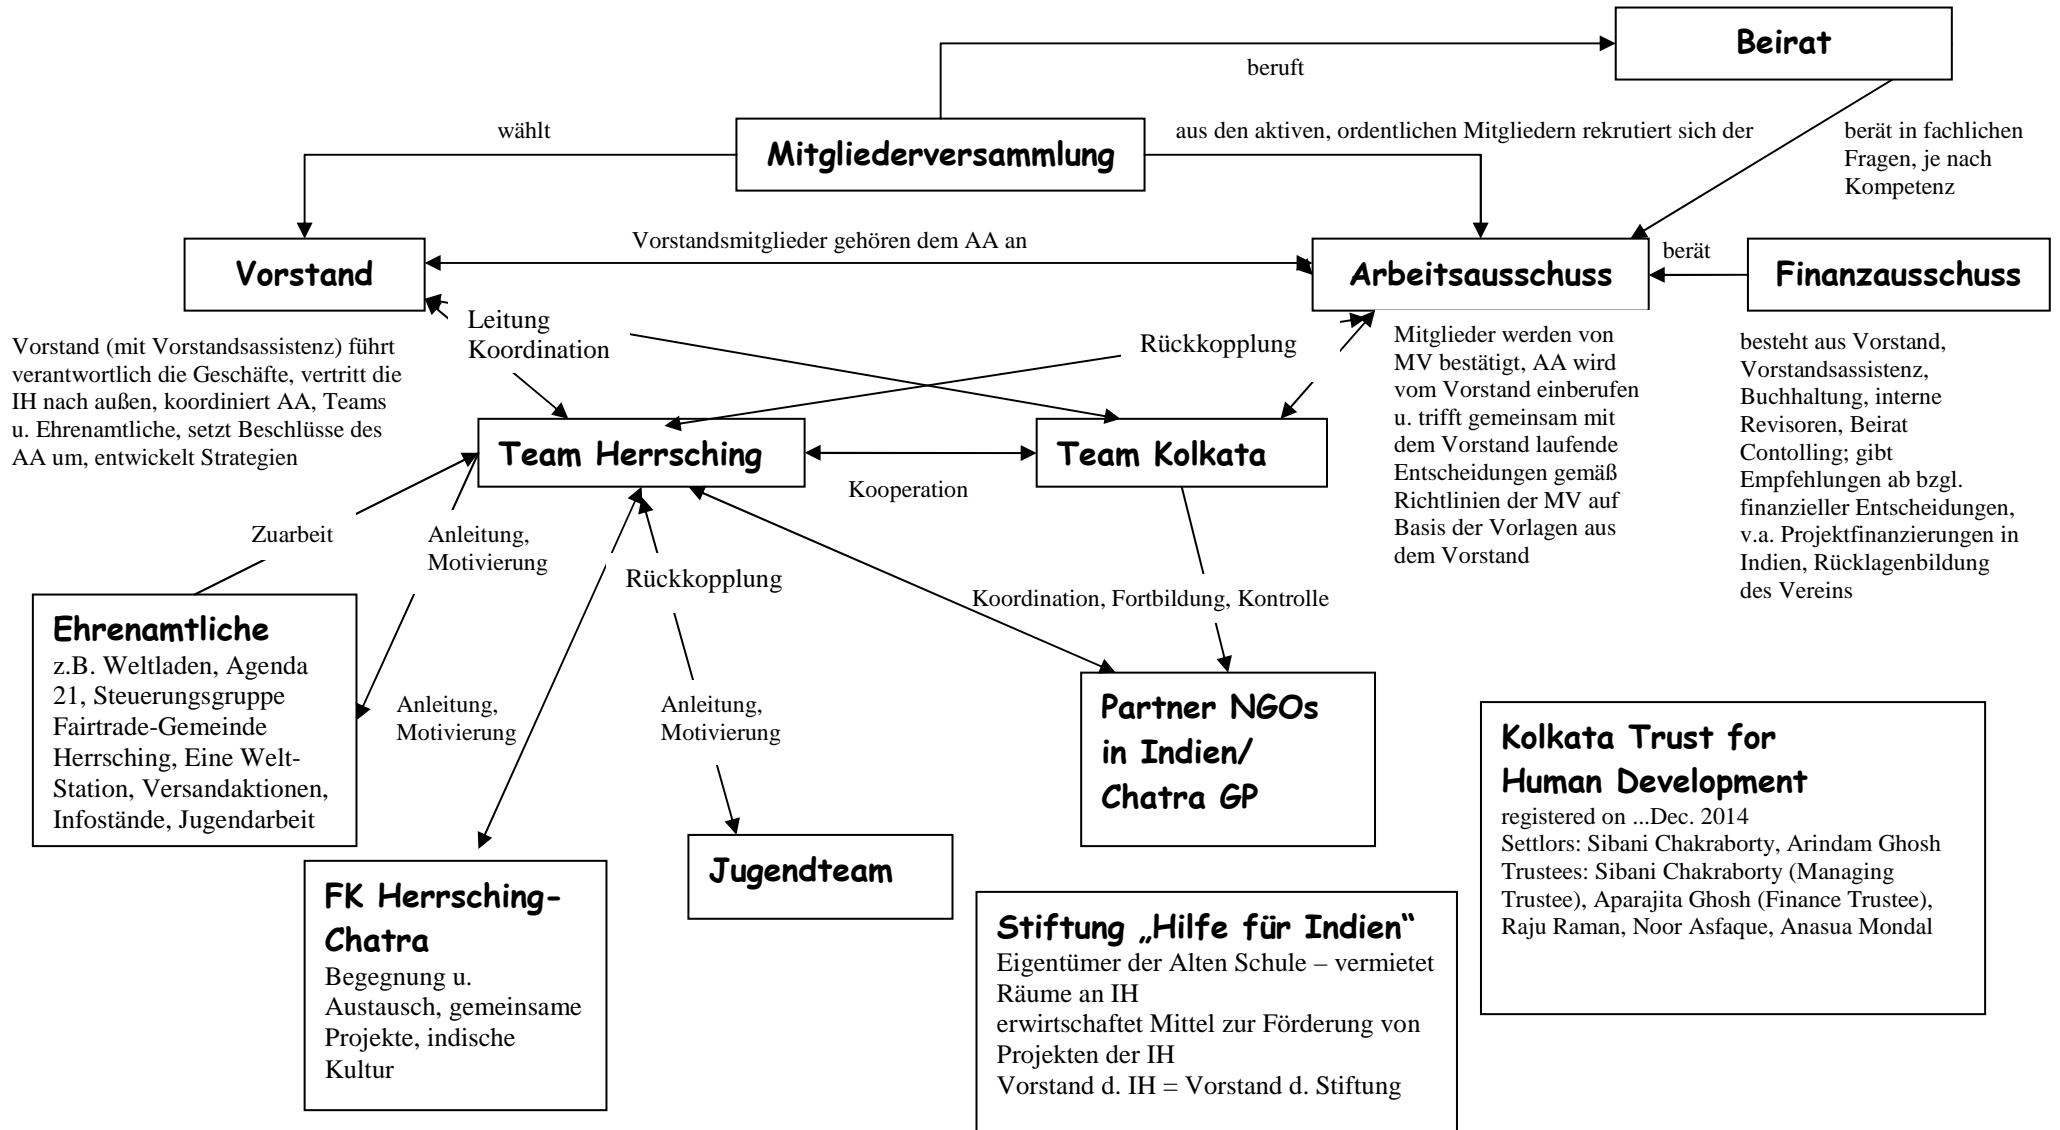 Beirat
beruft
wählt
Mitgliederversammlung
aus den aktiven, ordentlichen Mitgliedern rekrutiert sich der
berät in fachlichen
Fragen, je nach
Kompetenz
Vorstand
Vorstandsmitglieder gehören dem AA an
Arbeitsausschuss
berät
Finanzausschuss
Leitung
Koordination
Rückkopplung
Vorstand (mit Vorstandsassistenz) führt
verantwortlich die Geschäfte, vertritt die
IH nach außen, koordiniert AA, Teams
u. Ehrenamtliche, setzt Beschlüsse des
AA um, entwickelt Strategien
Mitglieder werden von
MV bestätigt, AA wird
vom Vorstand einberufen
u. trifft gemeinsam mit
dem Vorstand laufende
Entscheidungen gemäß
Richtlinien der MV auf
Basis der Vorlagen aus
dem Vorstand
besteht aus Vorstand,
Vorstandsassistenz,
Buchhaltung, interne
Revisoren, Beirat
Contolling; gibt
Empfehlungen ab bzgl.
finanzieller Entscheidungen,
v.a. Projektfinanzierungen in
Indien, Rücklagenbildung
des Vereins
Team Herrsching
Kooperation
Team Kolkata
Zuarbeit
Anleitung,
Motivierung
Rückkopplung
Koordination, Fortbildung, Kontrolle
Ehrenamtliche
z.B. Weltladen, Agenda
21, Steuerungsgruppe
Fairtrade-Gemeinde
Herrsching, Eine Welt-
Station, Versandaktionen,
Infostände, Jugendarbeit
Anleitung,
Motivierung
Anleitung,
Motivierung
Partner NGOs
in Indien/
Chatra GP
Kolkata Trust for
Human Development
registered on ...Dec. 2014
Settlors: Sibani Chakraborty, Arindam Ghosh
Trustees: Sibani Chakraborty (Managing
Trustee), Aparajita Ghosh (Finance Trustee),
Raju Raman, Noor Asfaque, Anasua Mondal
FK Herrsching-
Chatra
Begegnung u.
Austausch, gemeinsame
Projekte, indische
Kultur
Jugendteam
Stiftung „Hilfe für Indien“
Eigentümer der Alten Schule – vermietet
Räume an IH
erwirtschaftet Mittel zur Förderung von
Projekten der IH
Vorstand d. IH = Vorstand d. Stiftung